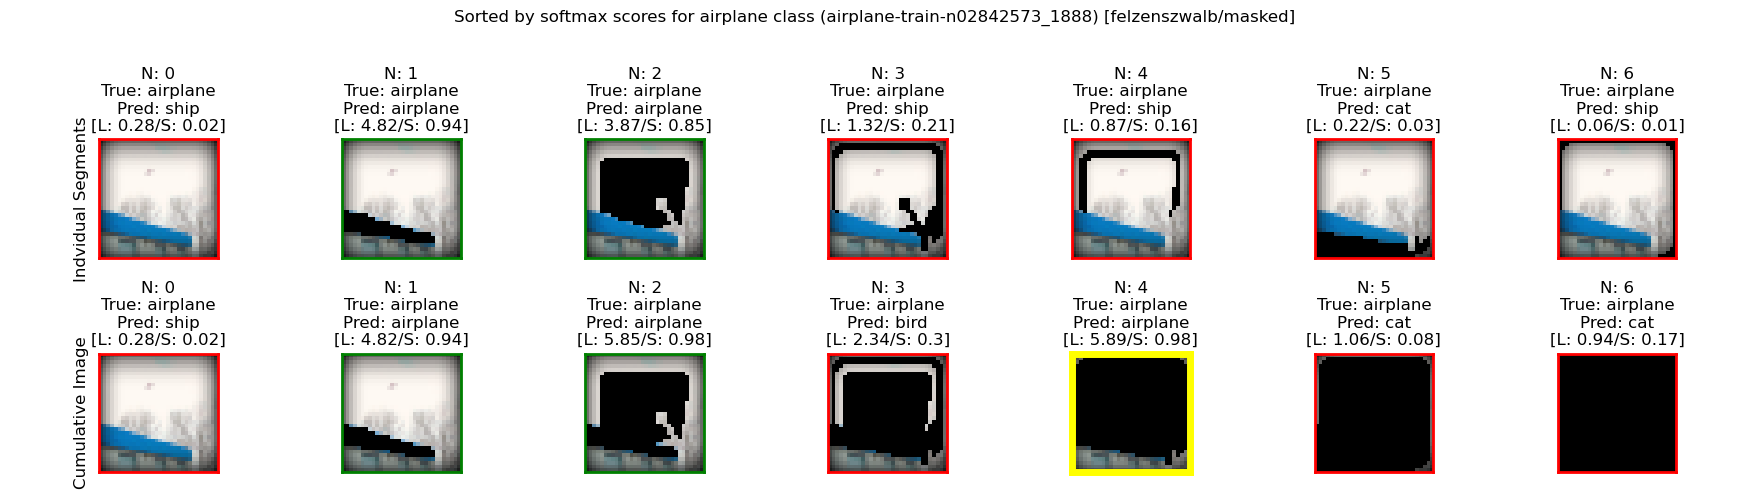 Sorted by softmax scores for airplane class (airplane-train-n02842573_1888) [felzenszwalb/masked]
Indvidual Segments
N: 0
True: airplane
Pred: ship
[L: 0.28/S: 0.02]
N: 1
True: airplane
Pred: airplane
[L: 4.82/S: 0.94]
N: 2
True: airplane
Pred: airplane
[L: 3.87/S: 0.85]
N: 3
True: airplane
Pred: ship
[L: 1.32/S: 0.21]
N: 4
True: airplane
Pred: ship
[L: 0.87/S: 0.16]
N: 5
True: airplane
Pred: cat
[L: 0.22/S: 0.03]
N: 6
True: airplane
Pred: ship
[L: 0.06/S: 0.01]
Cumulative Image
N: 0
True: airplane
Pred: ship
[L: 0.28/S: 0.02]
N: 1
True: airplane
Pred: airplane
[L: 4.82/S: 0.94]
N: 2
True: airplane
Pred: airplane
[L: 5.85/S: 0.98]
N: 3
True: airplane
Pred: bird
[L: 2.34/S: 0.3]
N: 4
True: airplane
Pred: airplane
[L: 5.89/S: 0.98]
N: 5
True: airplane
Pred: cat
[L: 1.06/S: 0.08]
N: 6
True: airplane
Pred: cat
[L: 0.94/S: 0.17]